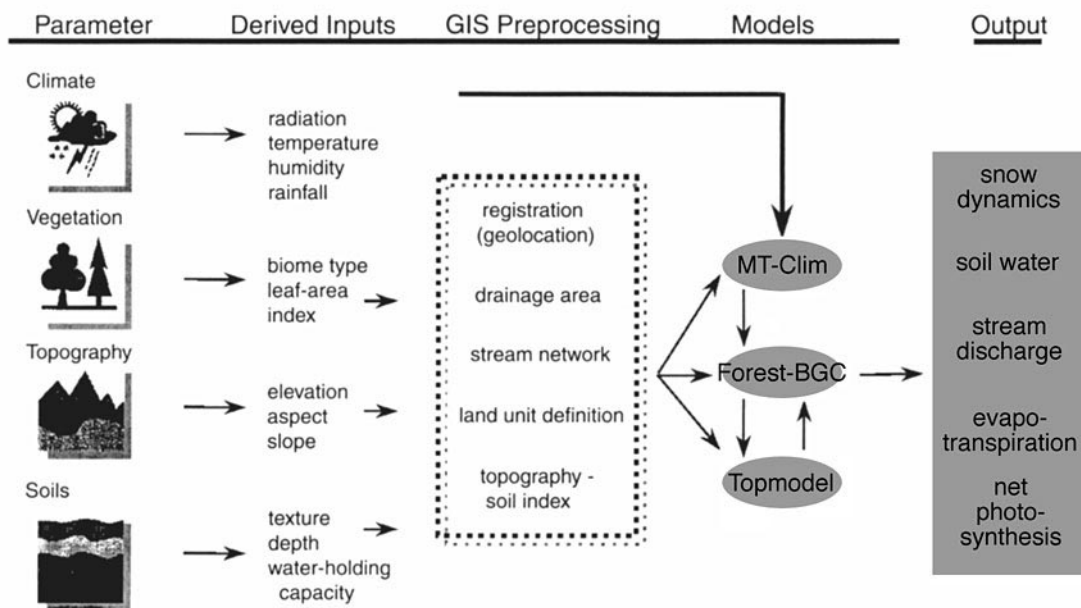 Parameter
Derived Inputs
GIS Preprocessing
Models
Output
Climate
radiation
temperature
humidity
rainfall
Vegetation
biome type
leaf-area
index
Topography
elevation
aspect
slope
Soils
texture
depth
water-holding
capacity
registration
(geolocation)
drainage area
stream network
land unit definition
topography -
soil index
MT-Clim
Forest-BGC
Topmodel
snow
dynamics
soil water
stream
discharge
evapo-
transpiration
net
photo-
synthesis